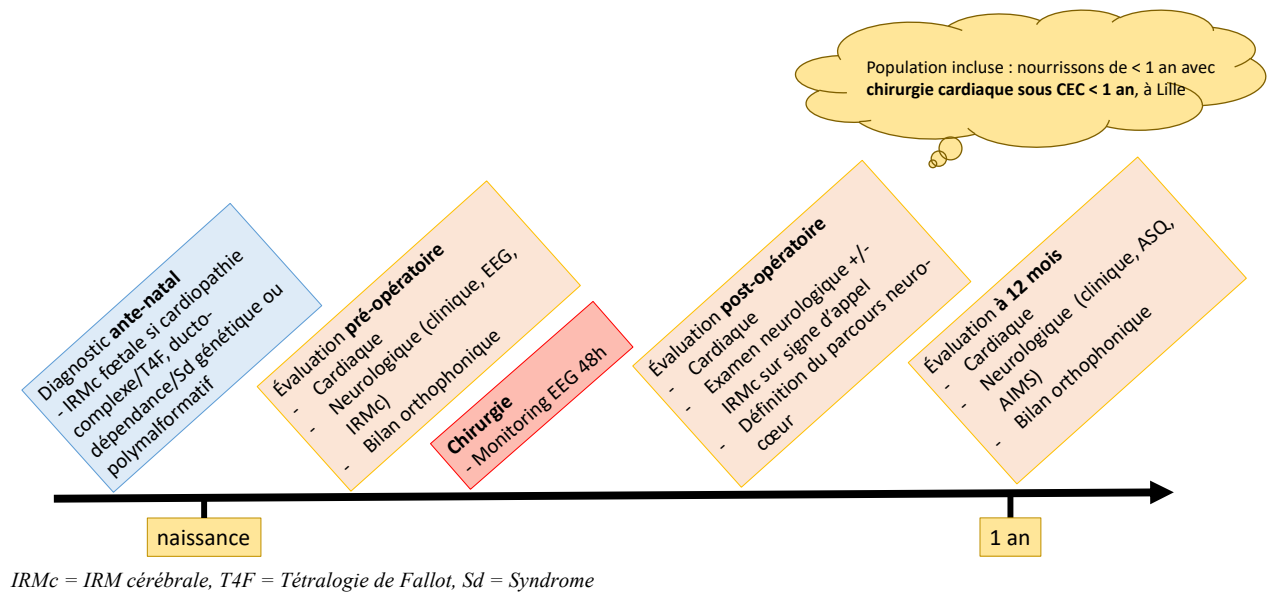 Population incluse : nourrissons de < 1 an avec
chirurgie cardiaque sous CEC < 1 an, à Lille
Diagnostic ante-natal
- IRMc fœtale si cardiopathie
complexe/T4F, ducto-
dépendance/Sd génétique ou
polymalformatif
Évaluation pré-opératoire
- Cardiaque
- Neurologique (clinique, EEG,
IRMc)
- Bilan orthophonique
Chirurgie
- Monitoring EEG 48h
Évaluation post-opératoire
- Cardiaque
- Examen neurologique +/-
IRMc sur signe d'appel
- Définition du parcours neuro-
cœur
Évaluation à 12 mois
- Cardiaque
- Neurologique (clinique, ASQ,
AIMS)
- Bilan orthophonique
naissance
1 an
IRMc = IRM cérébrale, T4F = Tétralogie de Fallot, Sd = Syndrome